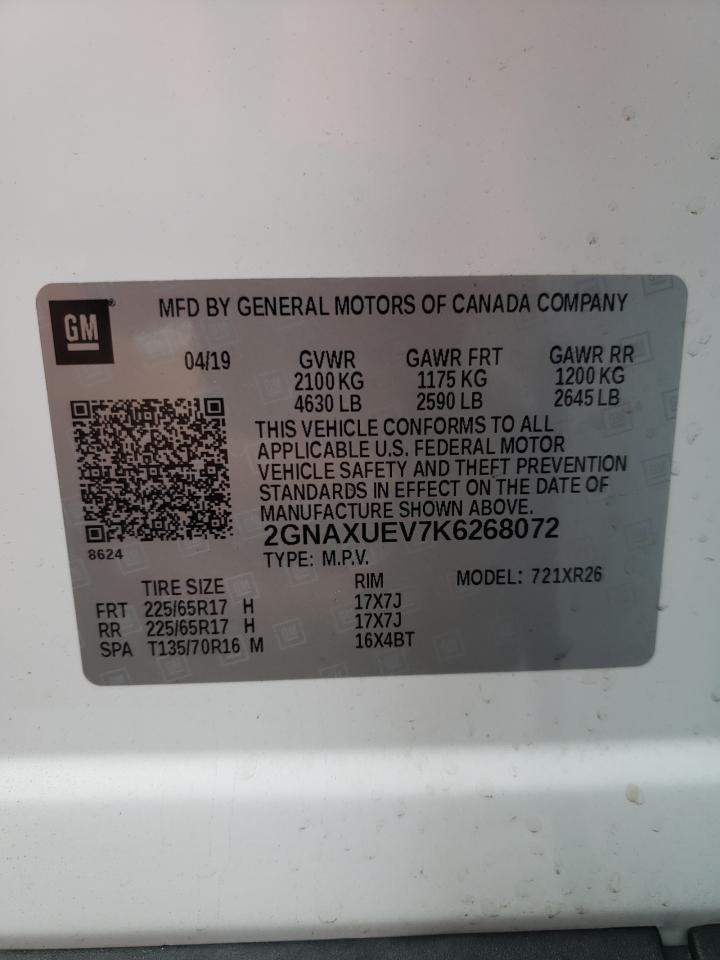 GM
MFD BY GENERAL MOTORS OF CANADA COMPANY
04/19 GVWR GAWR FRT GAWR RR
2100 KG 1175 KG 1200 KG
4630 LB 2590 LB 2645 LB
THIS VEHICLE CONFORMS TO ALL
APPLICABLE U.S. FEDERAL MOTOR
VEHICLE SAFETY AND THEFT PREVENTION
STANDARDS IN EFFECT ON THE DATE OF
MANUFACTURE SHOWN ABOVE.
2GNAXUEV7K6268072
8624
TYPE: M.P.V.
TIRE SIZE RIM MODEL: 721XR26
FRT 225/65R17 H 17X7J
RR 225/65R17 H 17X7J
SPA T135/70R16 M 16X4BT